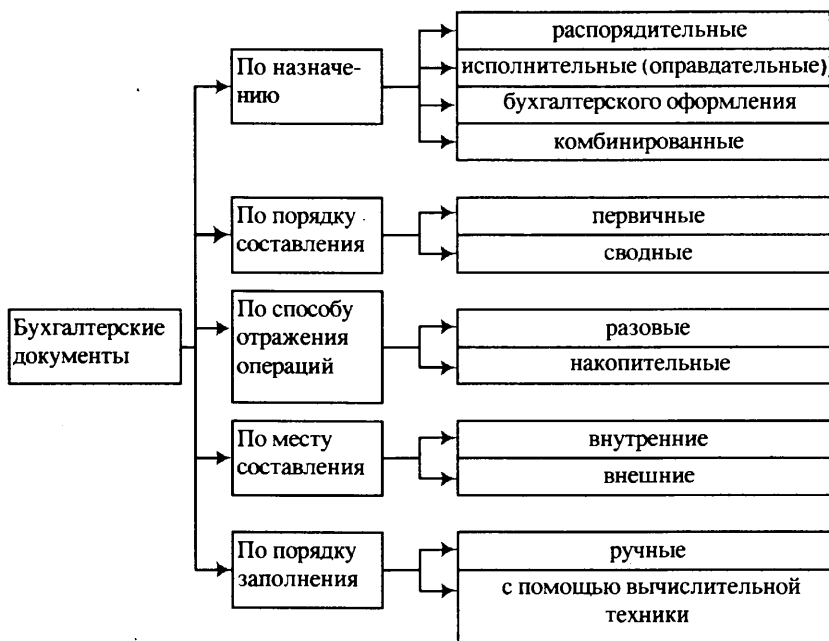 По назначе-
нию
распорядительные
исполнительные (оправдательные)
бухгалтерского оформления
комбинированные
По порядку
составления
первичные
сводные
Бухгалтерские
документы
По способу
отражения
операций
разовые
накопительные
По месту
составления
внутренние
внешние
По порядку
заполнения
ручные
с помощью вычислительной
техники